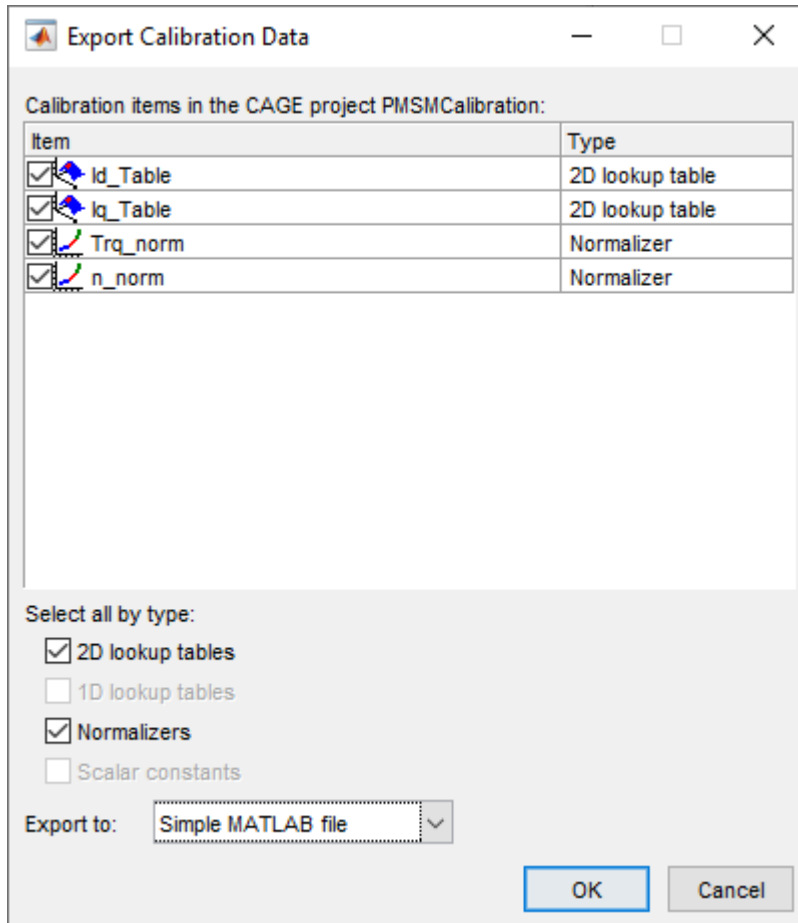 Export Calibration Data
Calibration items in the CAGE project PMSMCalibration:
Item Type
Id_Table 2D lookup table
Iq_Table 2D lookup table
Trq_norm Normalizer
n_norm Normalizer
Select all by type:
2D lookup tables
1D lookup tables
Normalizers
Scalar constants
Export to: Simple MATLAB file
OK Cancel